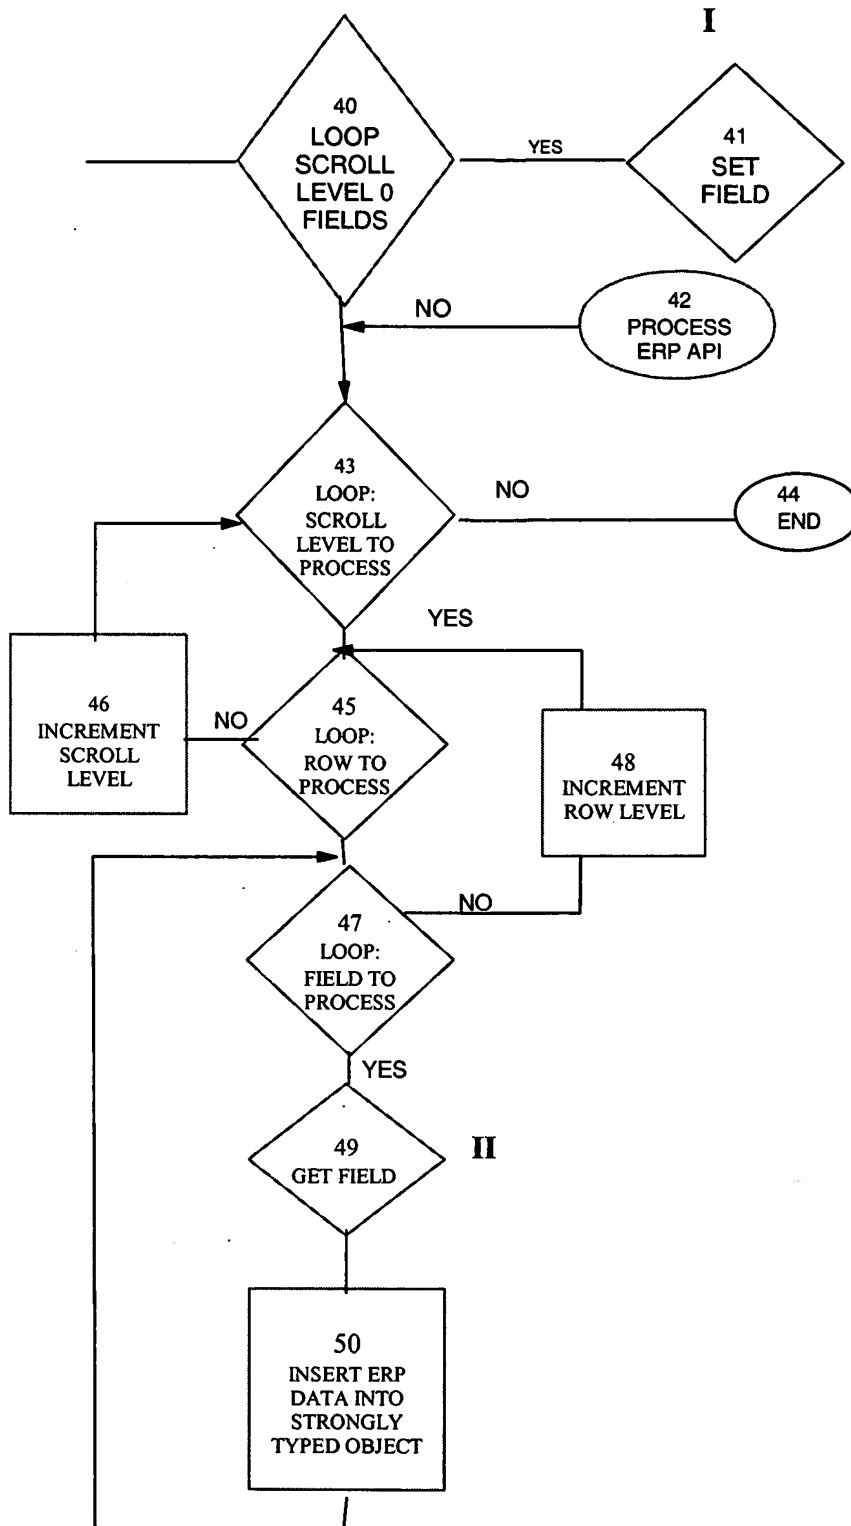 I
40
LOOP
SCROLL
LEVEL 0
FIELDS
YES
41
SET
FIELD
NO
42
PROCESS
ERP API
43
LOOP:
SCROLL
LEVEL TO
PROCESS
NO
44
END
YES
46
INCREMENT
SCROLL
LEVEL
NO
45
LOOP:
ROW TO
PROCESS
48
INCREMENT
ROW LEVEL
NO
47
LOOP:
FIELD TO
PROCESS
YES
49
GET FIELD
II
50
INSERT ERP
DATA INTO
STRONGLY
TYPED OBJECT